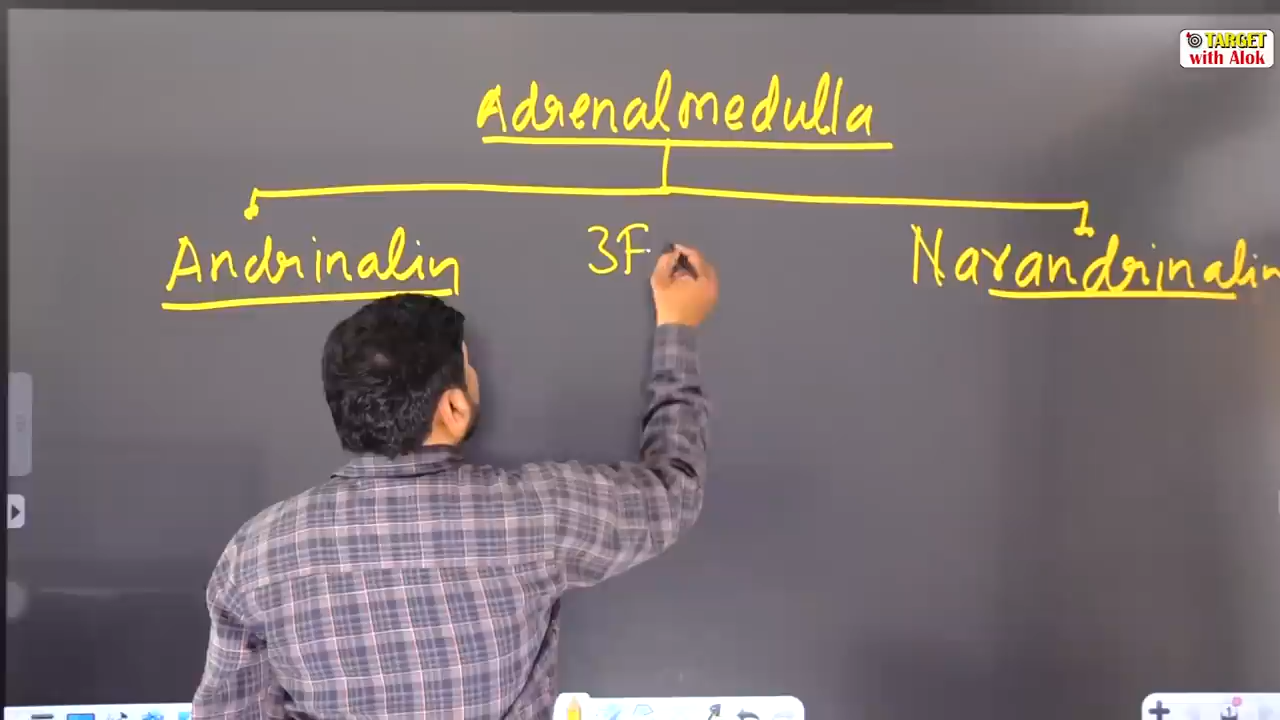 TARGET
with Alok
Adrenalmedulla
Andrinalin
3F
Narandrinalin